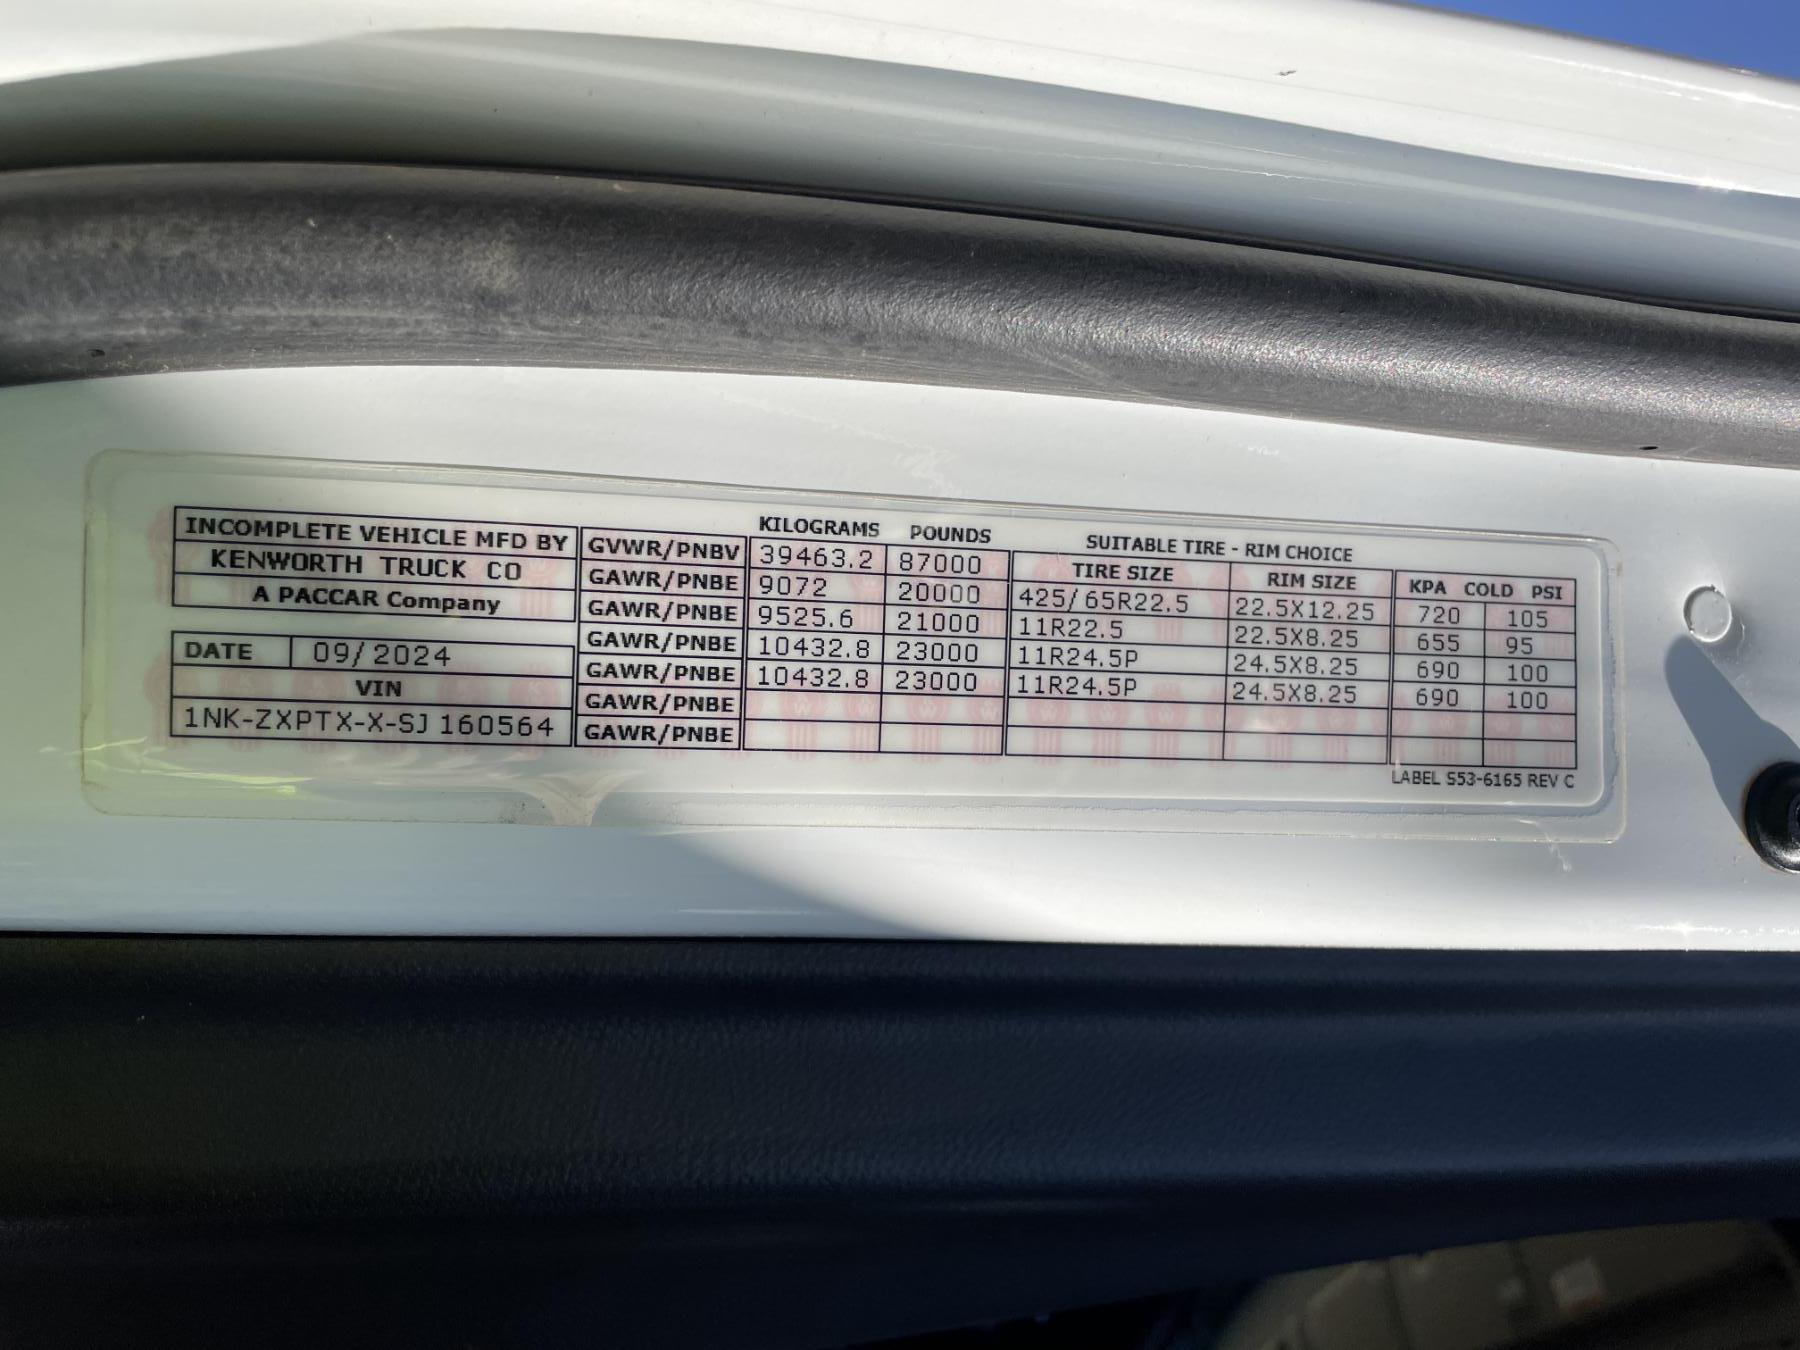 INCOMPLETE VEHICLE MFD BY
KENWORTH TRUCK CO
A PACCAR Company
DATE 09/2024
VIN
1NK-ZXPTX-X-SJ160564
KILOGRAMS POUNDS SUITABLE TIRE - RIM CHOICE
TIRE SIZE RIM SIZE KPA COLD PSI
GVWR/PNBV 39463.2 87000
GAWR/PNBE 9072 20000 425/65R22.5 22.5X12.25 720 105
GAWR/PNBE 9525.6 21000 11R22.5 22.5X8.25 655 95
GAWR/PNBE 10432.8 23000 11R24.5P 24.5X8.25 690 100
GAWR/PNBE 10432.8 23000 11R24.5P 24.5X8.25 690 100
GAWR/PNBE
GAWR/PNBE
LABEL S53-6165 REV C